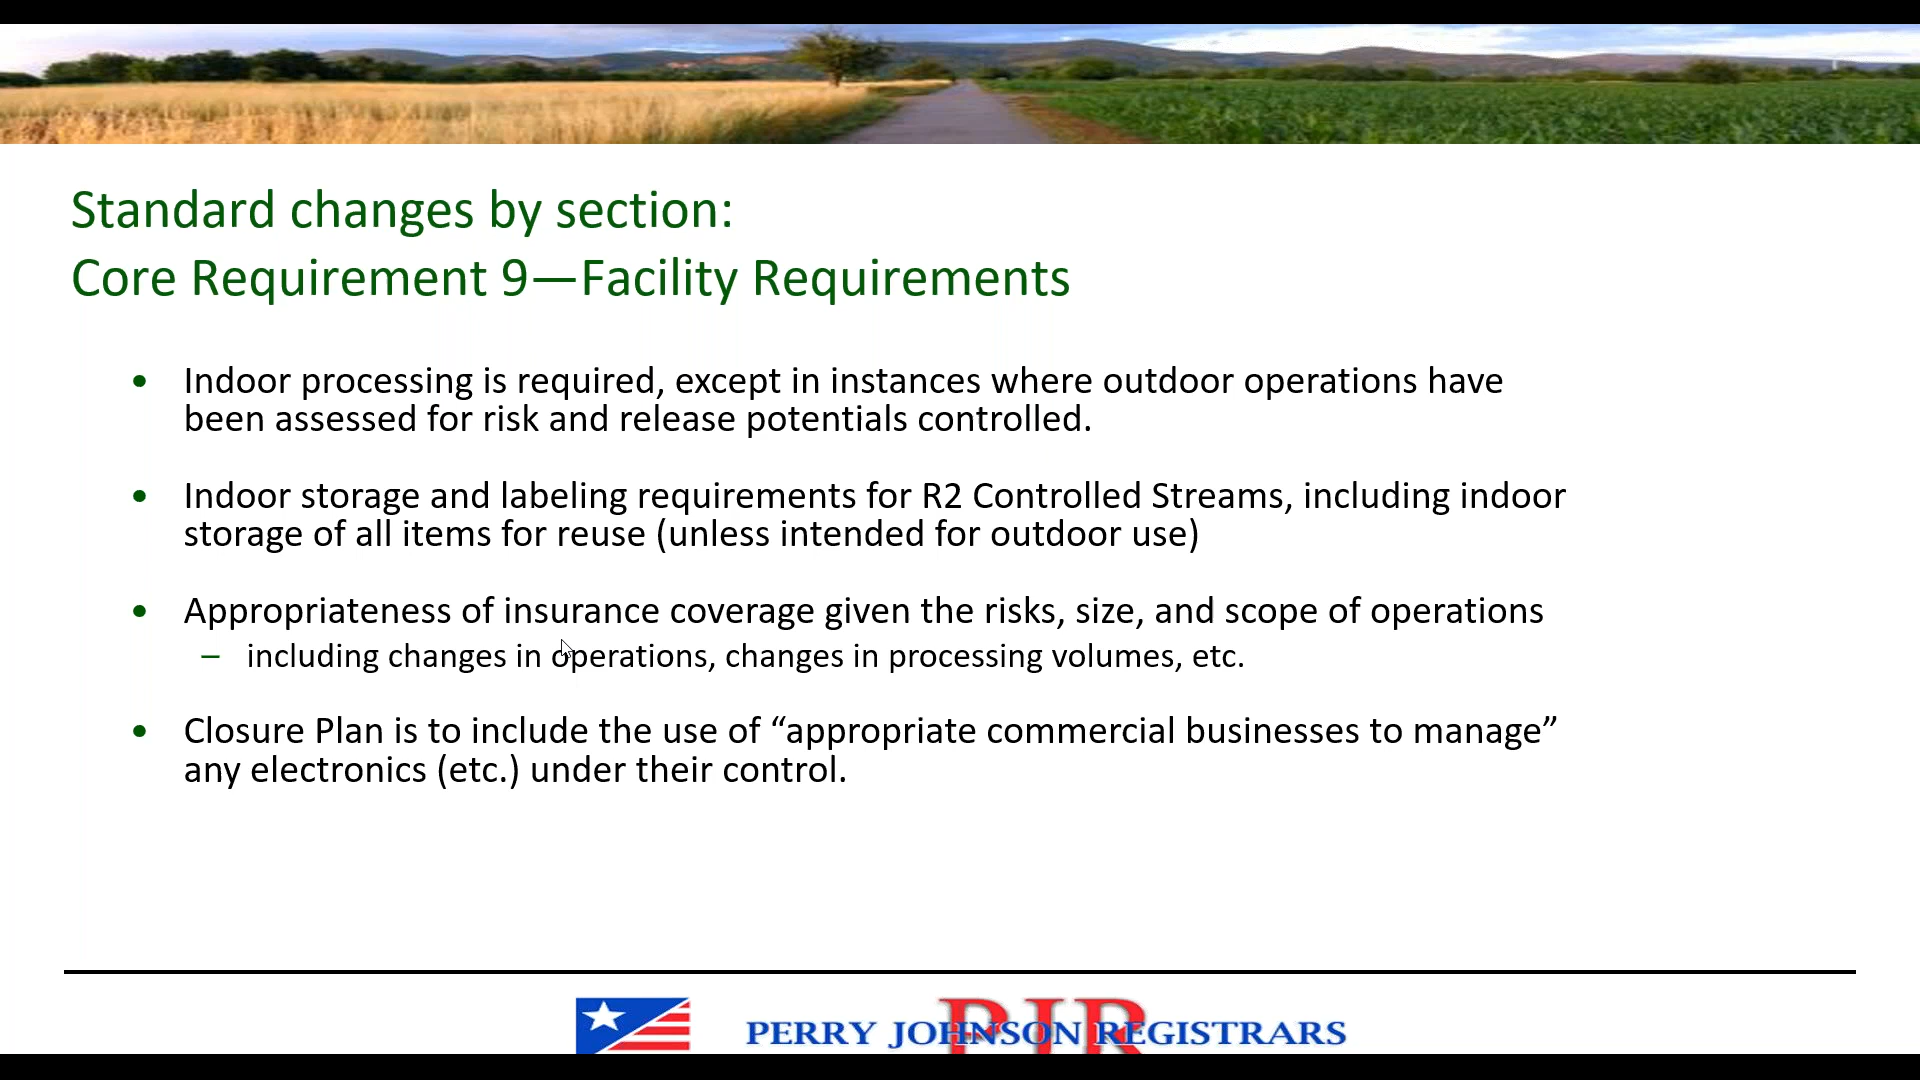 Standard changes by section:
Core Requirement 9—Facility Requirements
• Indoor processing is required, except in instances where outdoor operations have
been assessed for risk and release potentials controlled.
• Indoor storage and labeling requirements for R2 Controlled Streams, including indoor
storage of all items for reuse (unless intended for outdoor use)
• Appropriateness of insurance coverage given the risks, size, and scope of operations
– including changes in operations, changes in processing volumes, etc.
• Closure Plan is to include the use of “appropriate commercial businesses to manage”
any electronics (etc.) under their control.
PJR
PERRY JOHNSON REGISTRARS